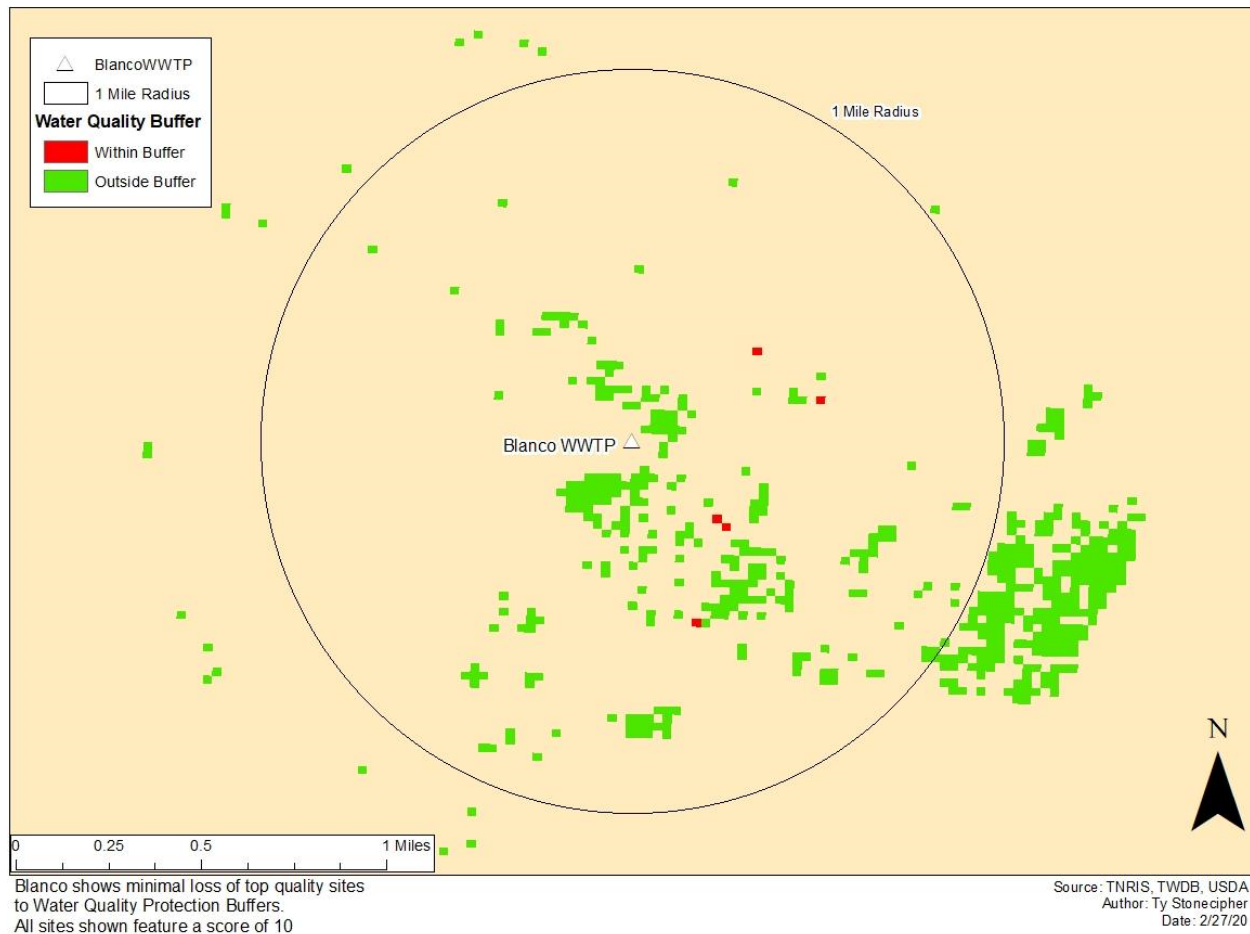 BlancoWWTP
1 Mile Radius
Water Quality Buffer
Within Buffer
Outside Buffer
1 Mile Radius
Blanco WWTP
N
0 0.25 0.5 1 Miles
Blanco shows minimal loss of top quality sites
to Water Quality Protection Buffers.
All sites shown feature a score of 10
Source: TNRIS, TWDB, USDA
Author: Ty Stonecipher
Date: 2/27/20